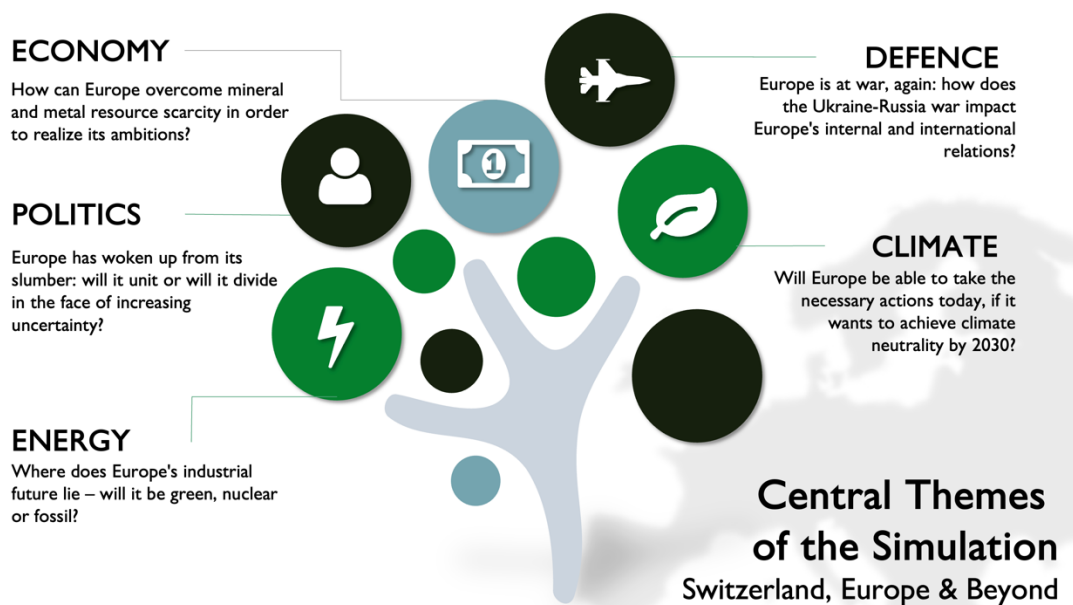 ECONOMY
How can Europe overcome mineral
and metal resource scarcity in order
to realize its ambitions?
POLITICS
Europe has woken up from its
slumber: will it unit or will it divide
in the face of increasing
uncertainty?
ENERGY
Where does Europe's industrial
future lie – will it be green, nuclear
or fossil?
1
DEFENCE
Europe is at war, again: how does
the Ukraine-Russia war impact
Europe's internal and international
relations?
CLIMATE
Will Europe be able to take the
necessary actions today, if it
wants to achieve climate
neutrality by 2030?
Central Themes
of the Simulation
Switzerland, Europe & Beyond